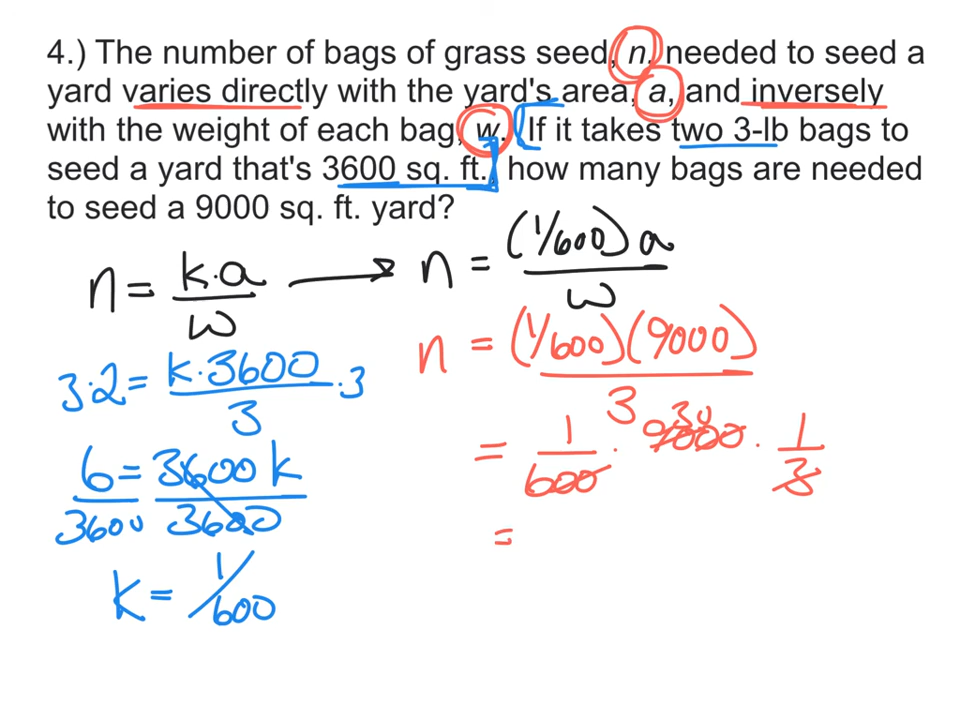 4.) The number of bags of grass seed, n, needed to seed a
yard varies directly with the yard's area, a, and inversely
with the weight of each bag, w. If it takes two 3-lb bags to
seed a yard that's 3600 sq. ft., how many bags are needed
to seed a 9000 sq. ft. yard?
n = k·a / w → n = (1/600) a / w
3·2 = k·3600 / 3 ·3
6 = 3600 k
3600 3600
k = 1/600
n = (1/600)(9000) / 3
= 1/600 · 9000 30 · 1/3
=